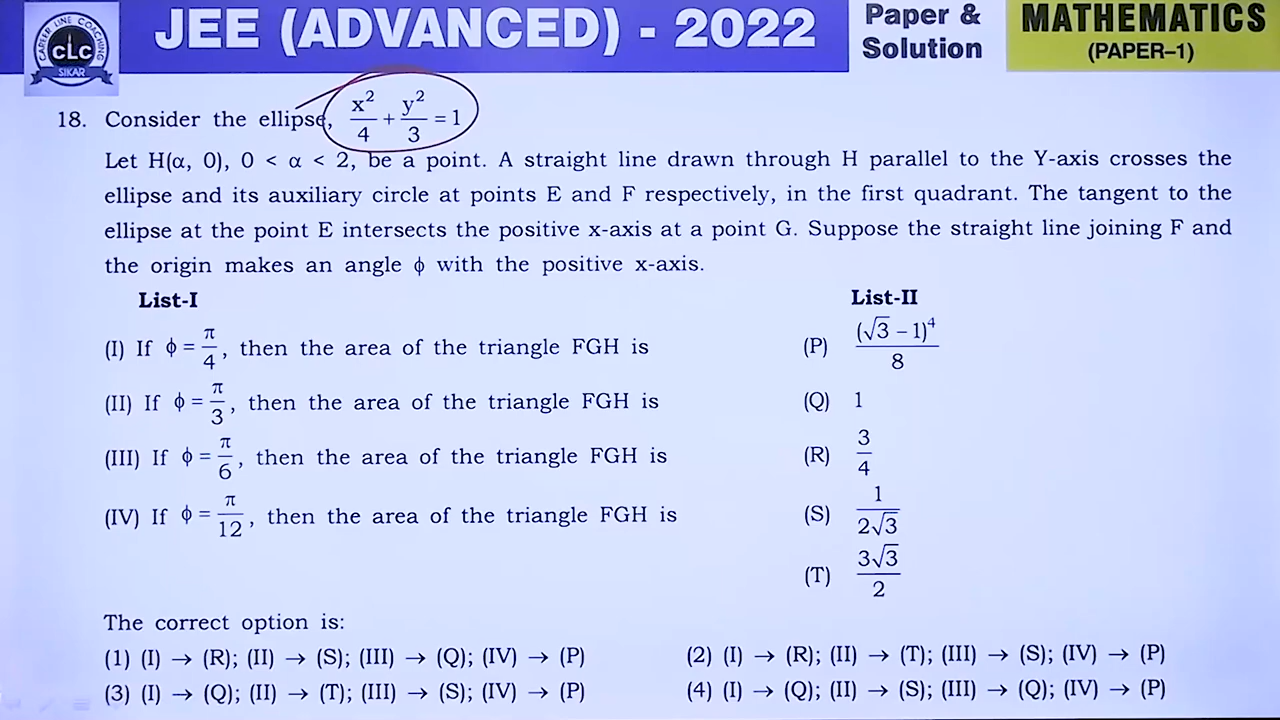 CAREER LINE COACHING
CLC
SIKAR
JEE (ADVANCED) - 2022
Paper &
Solution
MATHEMATICS
(PAPER–1)
18. Consider the ellipse, x²/4 + y²/3 = 1
Let H(α, 0), 0 < α < 2, be a point. A straight line drawn through H parallel to the Y-axis crosses the
ellipse and its auxiliary circle at points E and F respectively, in the first quadrant. The tangent to the
ellipse at the point E intersects the positive x-axis at a point G. Suppose the straight line joining F and
the origin makes an angle ϕ with the positive x-axis.
List-I List-II
(I) If ϕ = π/4, then the area of the triangle FGH is (P) (√3 – 1)⁴/8
(II) If ϕ = π/3, then the area of the triangle FGH is (Q) 1
(III) If ϕ = π/6, then the area of the triangle FGH is (R) 3/4
(IV) If ϕ = π/12, then the area of the triangle FGH is (S) 1/2√3
(T) 3√3/2
The correct option is:
(1) (I) → (R); (II) → (S); (III) → (Q); (IV) → (P) (2) (I) → (R); (II) → (T); (III) → (S); (IV) → (P)
(3) (I) → (Q); (II) → (T); (III) → (S); (IV) → (P) (4) (I) → (Q); (II) → (S); (III) → (Q); (IV) → (P)